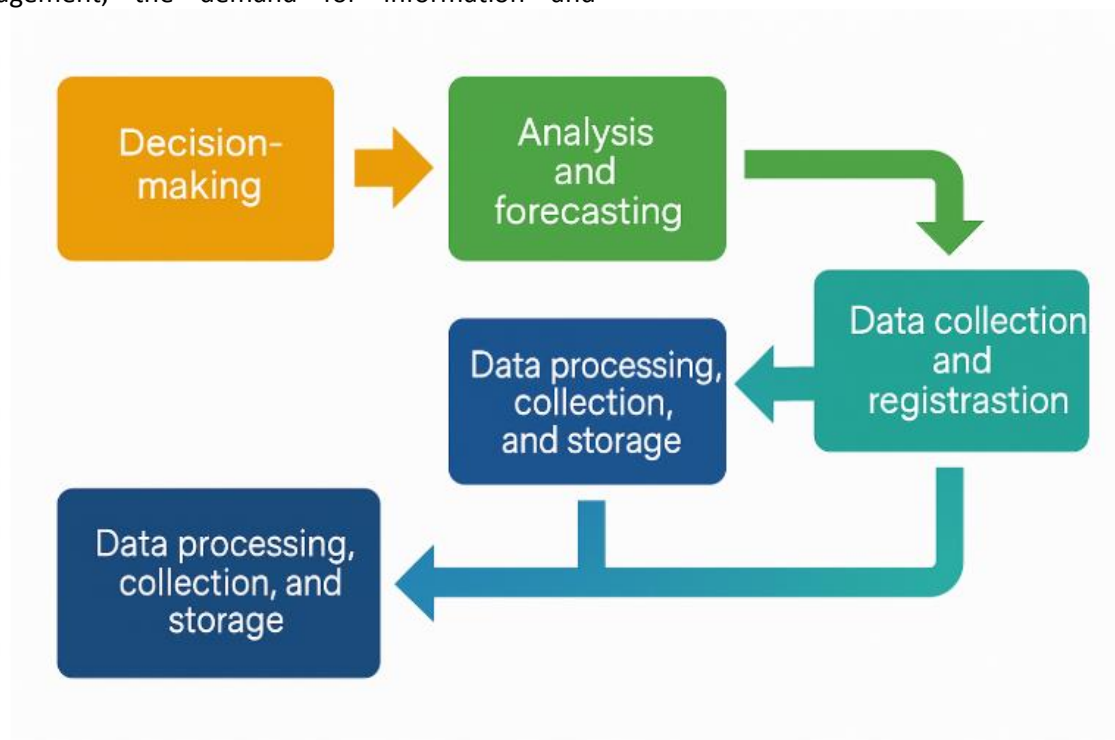 agement, the demand for information and
Decision-
making
Analysis
and
forecasting
Data collection
and
registrastion
Data processing,
collection,
and storage
Data processing,
collection, and
storage